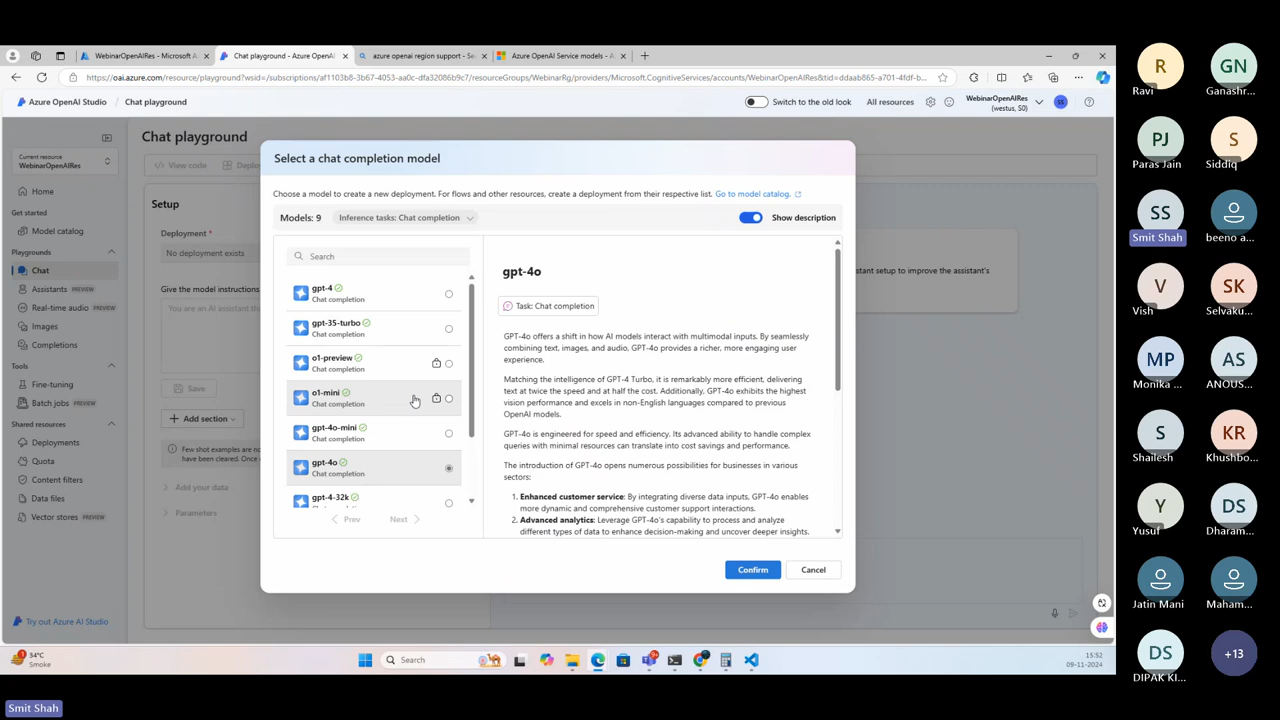 WebinarOpenAIRes - Microsoft A
Chat playground - Azure OpenAI
azure openai region support - Se
Azure OpenAI Service models - A
https://oai.azure.com/resource/playground?wsid=/subscriptions/af1103b8-3b67-4053-aa0c-dfa32086b9c7/resourceGroups/WebinarRg/providers/Microsoft.CognitiveServices/accounts/WebinarOpenAIRes&tid=ddaab865-a701-4fdf-b...
Azure OpenAI Studio / Chat playground
Switch to the old look
All resources
WebinarOpenAIRes
(westus, S0)
SS
Current resource
WebinarOpenAIRes
Home
Get started
Model catalog
Playgrounds
Chat
Assistants PREVIEW
Real-time audio PREVIEW
Images
Completions
Tools
Fine-tuning
Batch jobs PREVIEW
Shared resources
Deployments
Quota
Content filters
Data files
Vector stores PREVIEW
Try out Azure AI Studio
Chat playground
View code
Deplo
Setup
Deployment *
No deployment exists
Give the model instructions
You are an AI assistant th
Save
+ Add section
Few shot examples are no
have been cleared. Once
Add your data
Parameters
stant setup to improve the assistant's
Select a chat completion model
Choose a model to create a new deployment. For flows and other resources, create a deployment from their respective list. Go to model catalog.
Models: 9
Inference tasks: Chat completion
Show description
Search
gpt-4
Chat completion
gpt-35-turbo
Chat completion
o1-preview
Chat completion
o1-mini
Chat completion
gpt-4o-mini
Chat completion
gpt-4o
Chat completion
gpt-4-32k
Prev
Next
gpt-4o
Task: Chat completion
GPT-4o offers a shift in how AI models interact with multimodal inputs. By seamlessly
combining text, images, and audio, GPT-4o provides a richer, more engaging user
experience.
Matching the intelligence of GPT-4 Turbo, it is remarkably more efficient, delivering
text at twice the speed and at half the cost. Additionally, GPT-4o exhibits the highest
vision performance and excels in non-English languages compared to previous
OpenAI models.
GPT-4o is engineered for speed and efficiency. Its advanced ability to handle complex
queries with minimal resources can translate into cost savings and performance.
The introduction of GPT-4o opens numerous possibilities for businesses in various
sectors:
1. Enhanced customer service: By integrating diverse data inputs, GPT-4o enables
more dynamic and comprehensive customer support interactions.
2. Advanced analytics: Leverage GPT-4o's capability to process and analyze
different types of data to enhance decision-making and uncover deeper insights.
Confirm
Cancel
34°C
Smoke
Search
15:52
09-11-2024
R
Ravi
GN
Ganashr...
PJ
Paras Jain
S
Siddiq
SS
Smit Shah
beeno a...
V
Vish
SK
Selvaku...
MP
Monika ...
AS
ANOUS...
S
Shailesh
KR
Khushbo...
Y
Yusuf
DS
Dharam...
Jatin Mani
Maham...
DS
DIPAK KI...
+13
Smit Shah